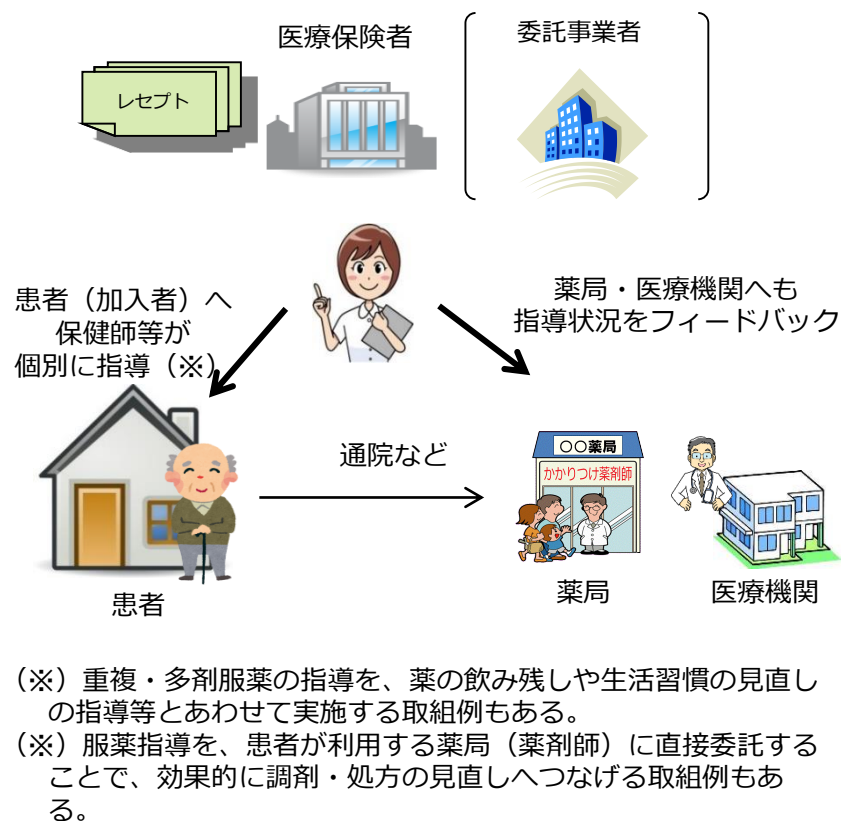 医療保険者
委託事業者
レセプト
患者（加入者）へ
保健師等が
個別に指導（※）
薬局・医療機関へも
指導状況をフィードバック
通院など
〇〇薬局
かかりつけ薬剤師
患者
薬局
医療機関
（※）重複・多剤服薬の指導を、薬の飲み残しや生活習慣の見直し
の指導等とあわせて実施する取組例もある。
（※）服薬指導を、患者が利用する薬局（薬剤師）に直接委託する
ことで、効果的に調剤・処方の見直しへつなげる取組例もあ
る。